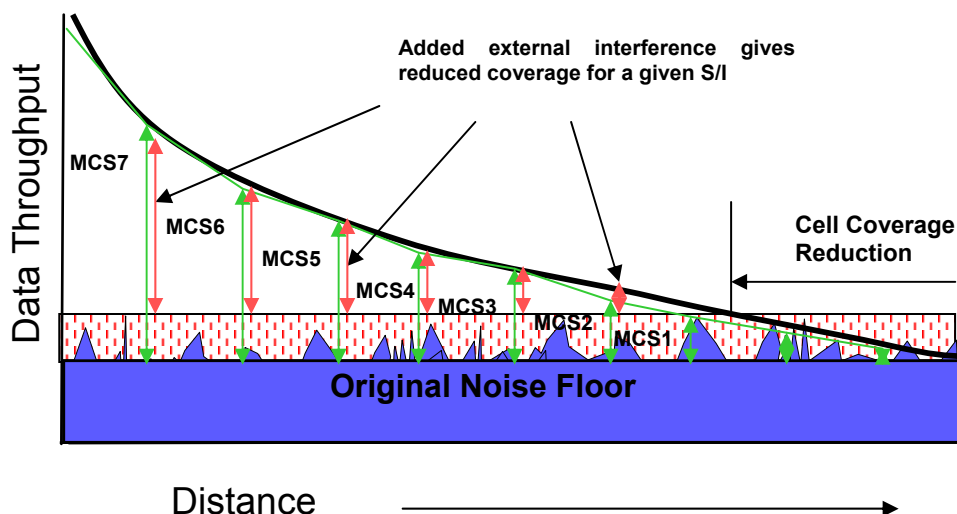 Added external interference gives
reduced coverage for a given S/I
Data Throughput
MCS7
MCS6
MCS5
MCS4
MCS3
MCS2
MCS1
Cell Coverage
Reduction
Original Noise Floor
Distance